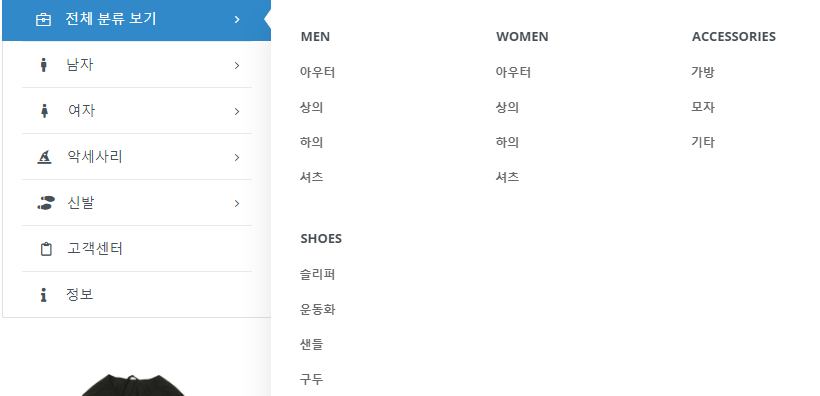 전체 분류 보기
남자
여자
악세사리
신발
고객센터
정보
MEN
아우터
상의
하의
셔츠
WOMEN
아우터
상의
하의
셔츠
ACCESSORIES
가방
모자
기타
SHOES
슬리퍼
운동화
샌들
구두